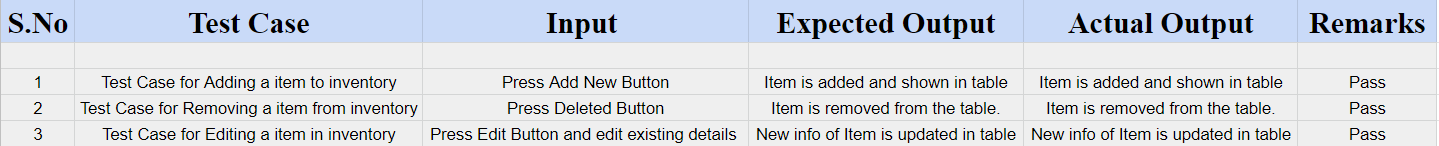 S.No Test Case Input Expected Output Actual Output Remarks
1 Test Case for Adding a item to inventory Press Add New Button Item is added and shown in table Item is added and shown in table Pass
2 Test Case for Removing a item from inventory Press Deleted Button Item is removed from the table. Item is removed from the table. Pass
3 Test Case for Editing a item in inventory Press Edit Button and edit existing details New info of Item is updated in table New info of Item is updated in table Pass